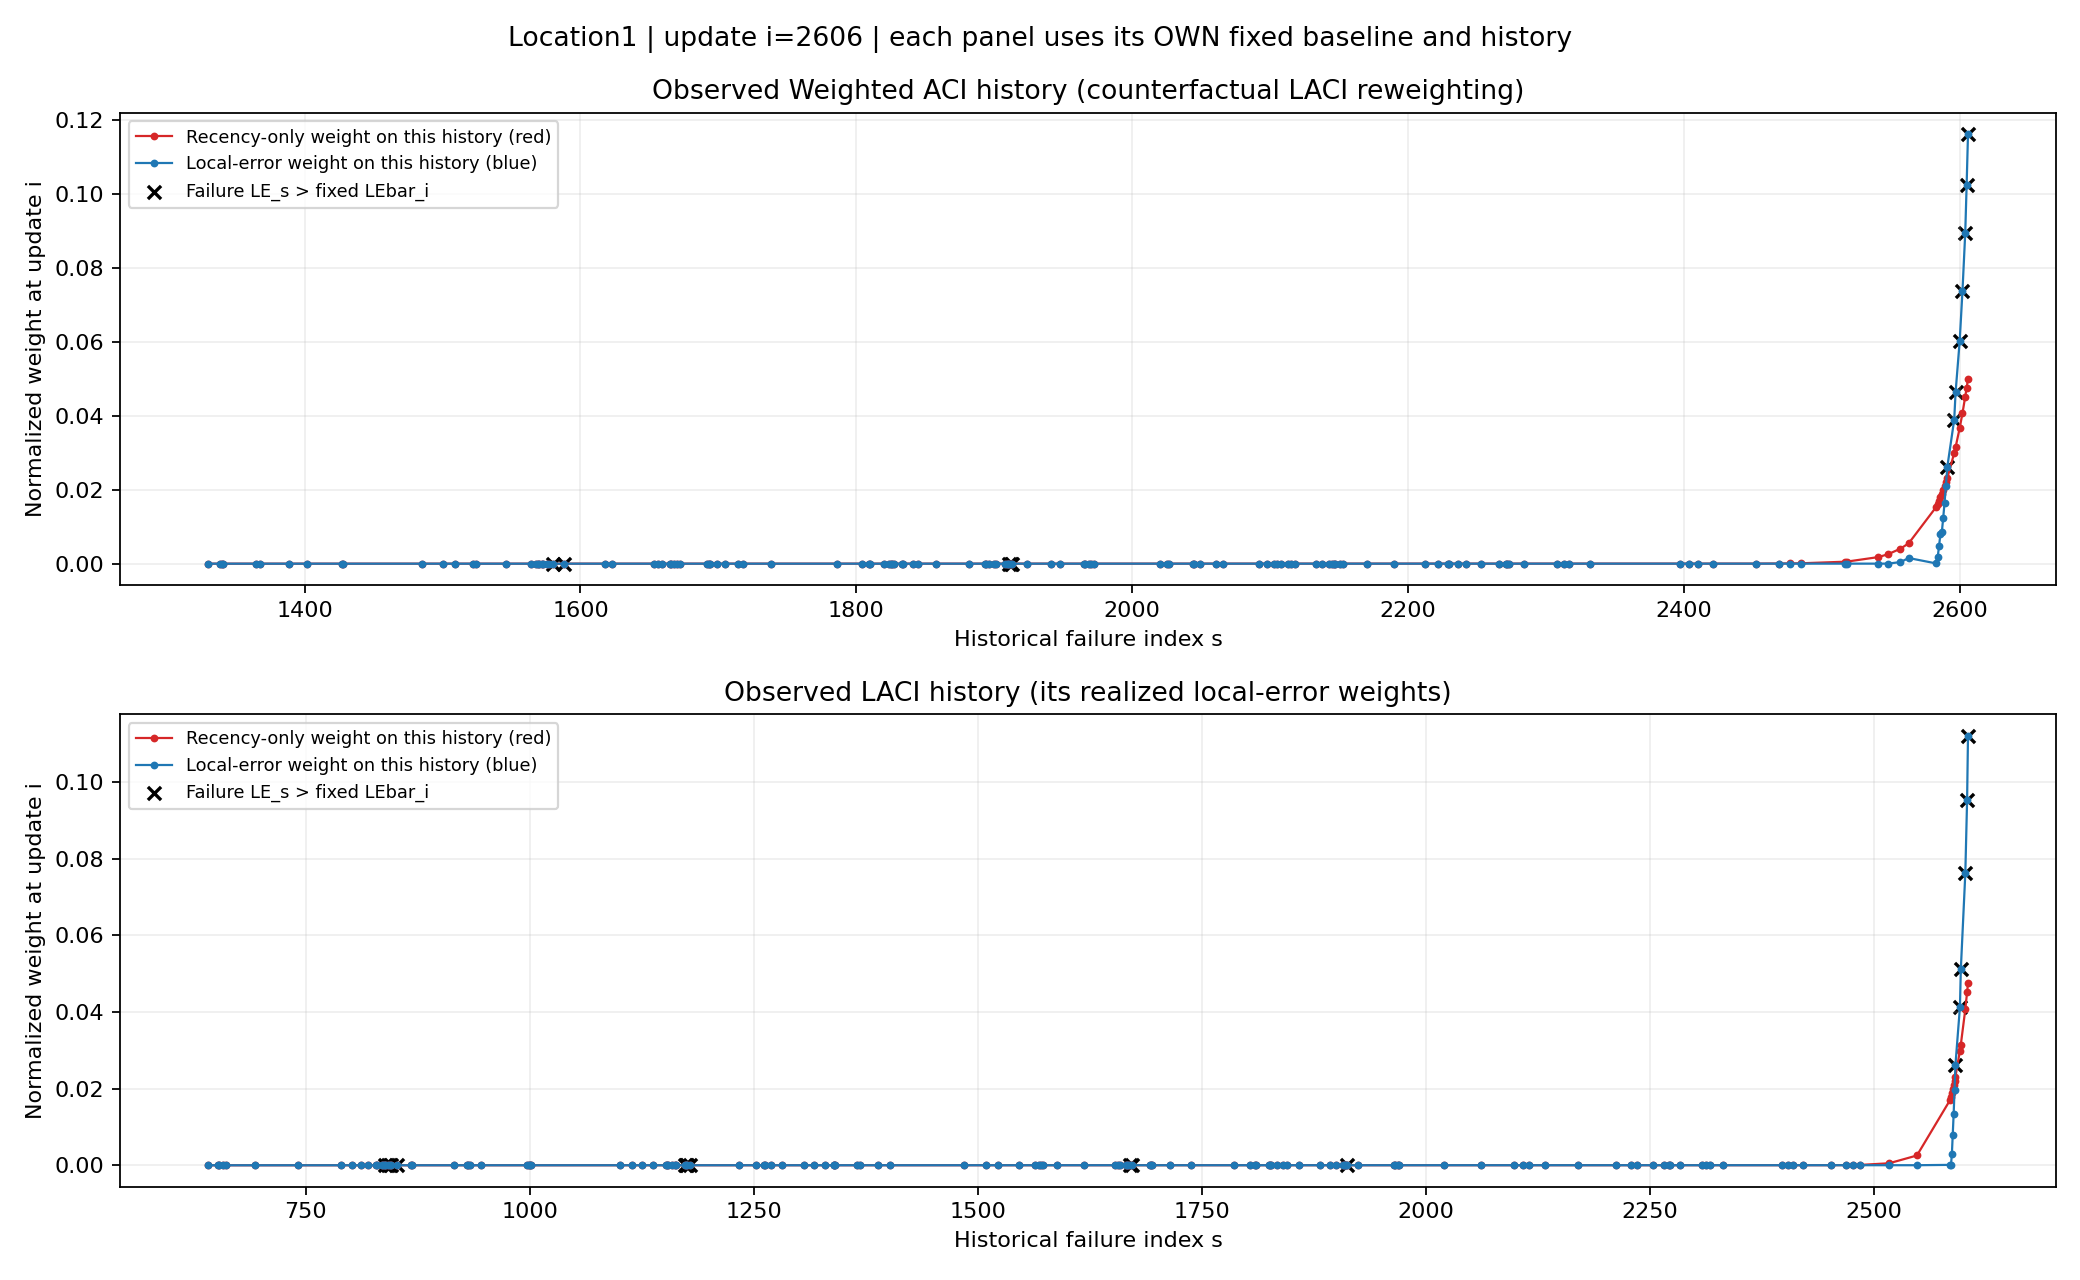 Location1 | update i=2606 | each panel uses its OWN fixed baseline and history
Observed Weighted ACI history (counterfactual LACI reweighting)
Normalized weight at update i
0.12
0.10
0.08
0.06
0.04
0.02
0.00
Recency-only weight on this history (red)
Local-error weight on this history (blue)
Failure LE_s > fixed LEbar_i
1400 1600 1800 2000 2200 2400 2600
Historical failure index s
Observed LACI history (its realized local-error weights)
Normalized weight at update i
0.10
0.08
0.06
0.04
0.02
0.00
Recency-only weight on this history (red)
Local-error weight on this history (blue)
Failure LE_s > fixed LEbar_i
750 1000 1250 1500 1750 2000 2250 2500
Historical failure index s